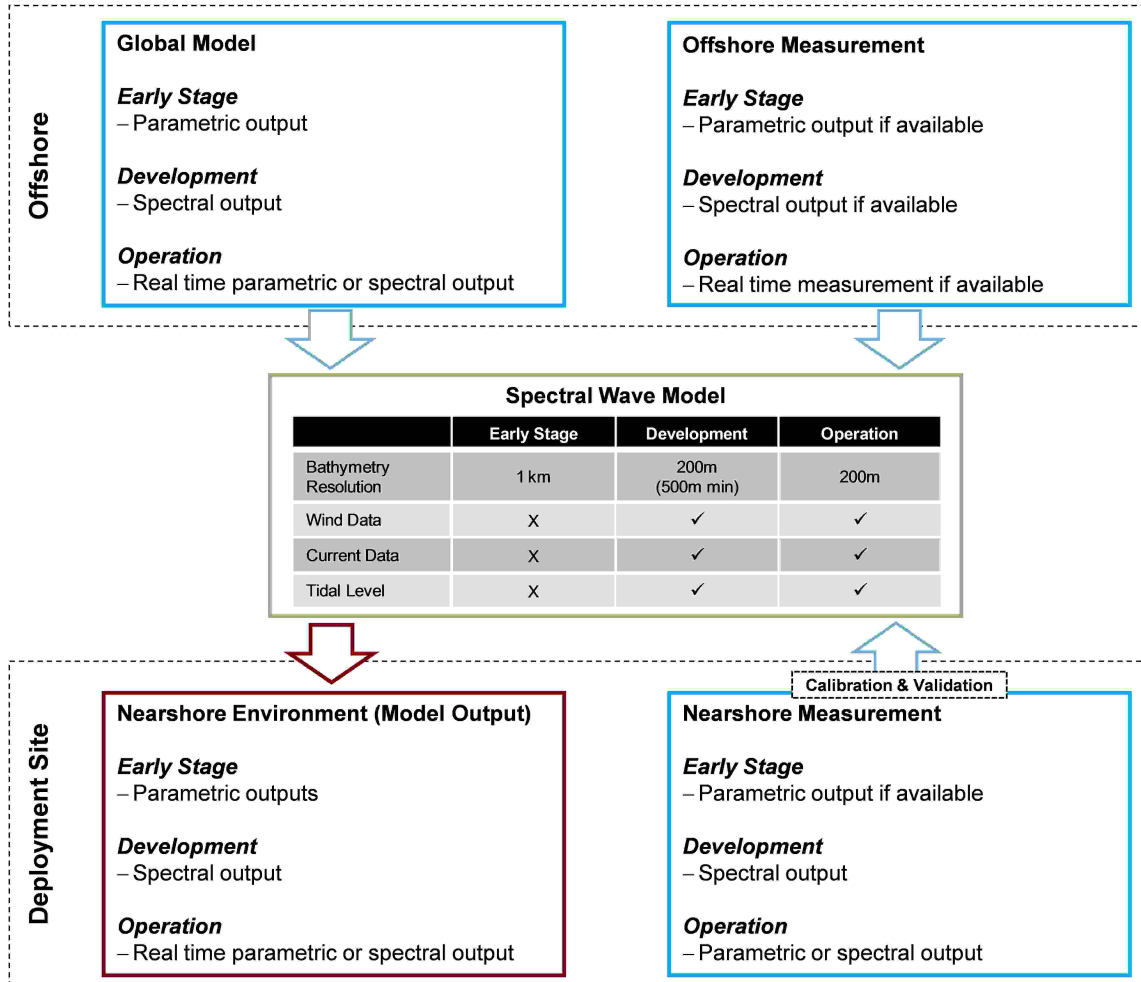 Offshore
Global Model
Early Stage
– Parametric output
Development
– Spectral output
Operation
– Real time parametric or spectral output
Offshore Measurement
Early Stage
– Parametric output if available
Development
– Spectral output if available
Operation
– Real time measurement if available
Spectral Wave Model
Early Stage Development Operation
Bathymetry
Resolution
1 km
200m
(500m min)
200m
Wind Data X ✓ ✓
Current Data X ✓ ✓
Tidal Level X ✓ ✓
Deployment Site
Nearshore Environment (Model Output)
Early Stage
– Parametric outputs
Development
– Spectral output
Operation
– Real time parametric or spectral output
Calibration & Validation
Nearshore Measurement
Early Stage
– Parametric output if available
Development
– Spectral output
Operation
– Parametric or spectral output